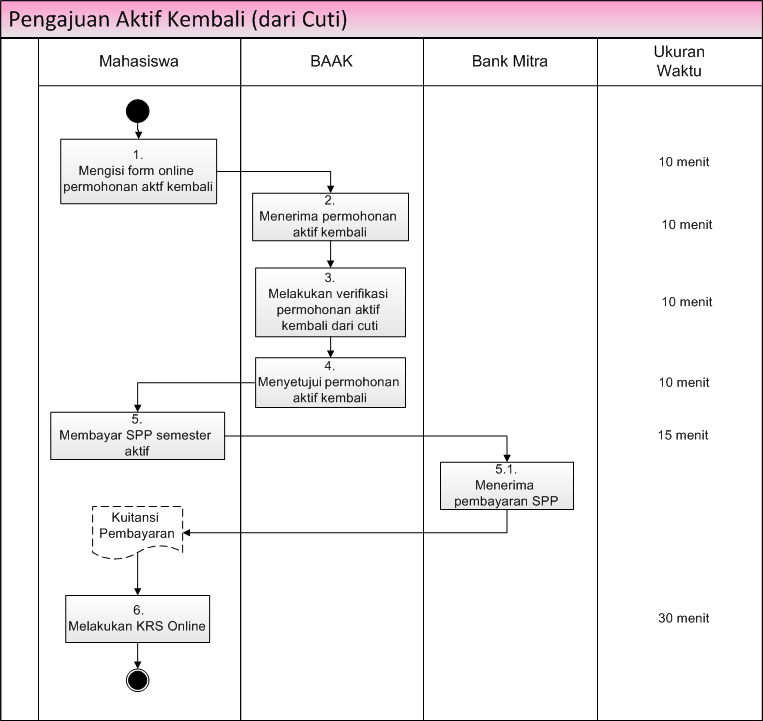 Pengajuan Aktif Kembali (dari Cuti)
Mahasiswa
BAAK
Bank Mitra
Ukuran
Waktu
1.
Mengisi form online
permohonan aktf kembali
10 menit
2.
Menerima permohonan
aktif kembali
10 menit
3.
Melakukan verifikasi
permohonan aktif
kembali dari cuti
10 menit
4.
Menyetujui permohonan
aktif kembali
10 menit
5.
Membayar SPP semester
aktif
15 menit
5.1.
Menerima
pembayaran SPP
Kuitansi
Pembayaran
6.
Melakukan KRS Online
30 menit